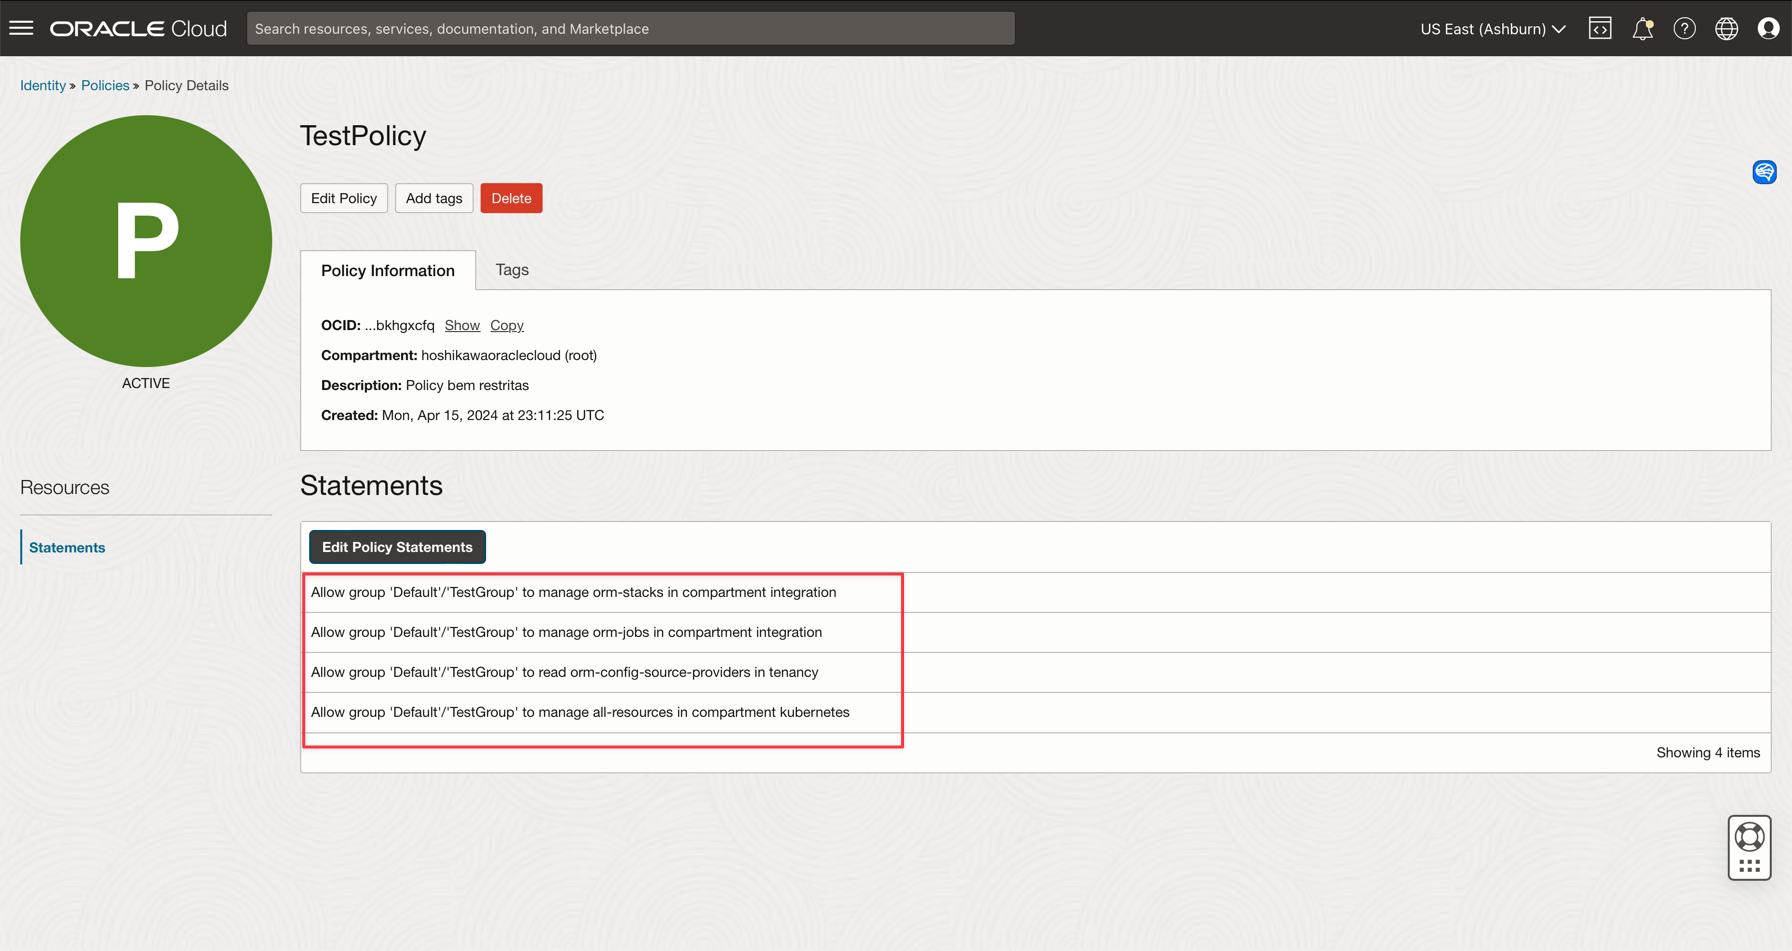 ORACLE Cloud
Search resources, services, documentation, and Marketplace
US East (Ashburn)
Identity » Policies » Policy Details
P
ACTIVE
TestPolicy
Edit Policy
Add tags
Delete
Policy Information
Tags
OCID: ...bkhgxcfq Show Copy
Compartment: hoshikawaoraclecloud (root)
Description: Policy bem restritas
Created: Mon, Apr 15, 2024 at 23:11:25 UTC
Resources
Statements
Statements
Edit Policy Statements
Allow group 'Default'/'TestGroup' to manage orm-stacks in compartment integration
Allow group 'Default'/'TestGroup' to manage orm-jobs in compartment integration
Allow group 'Default'/'TestGroup' to read orm-config-source-providers in tenancy
Allow group 'Default'/'TestGroup' to manage all-resources in compartment kubernetes
Showing 4 items